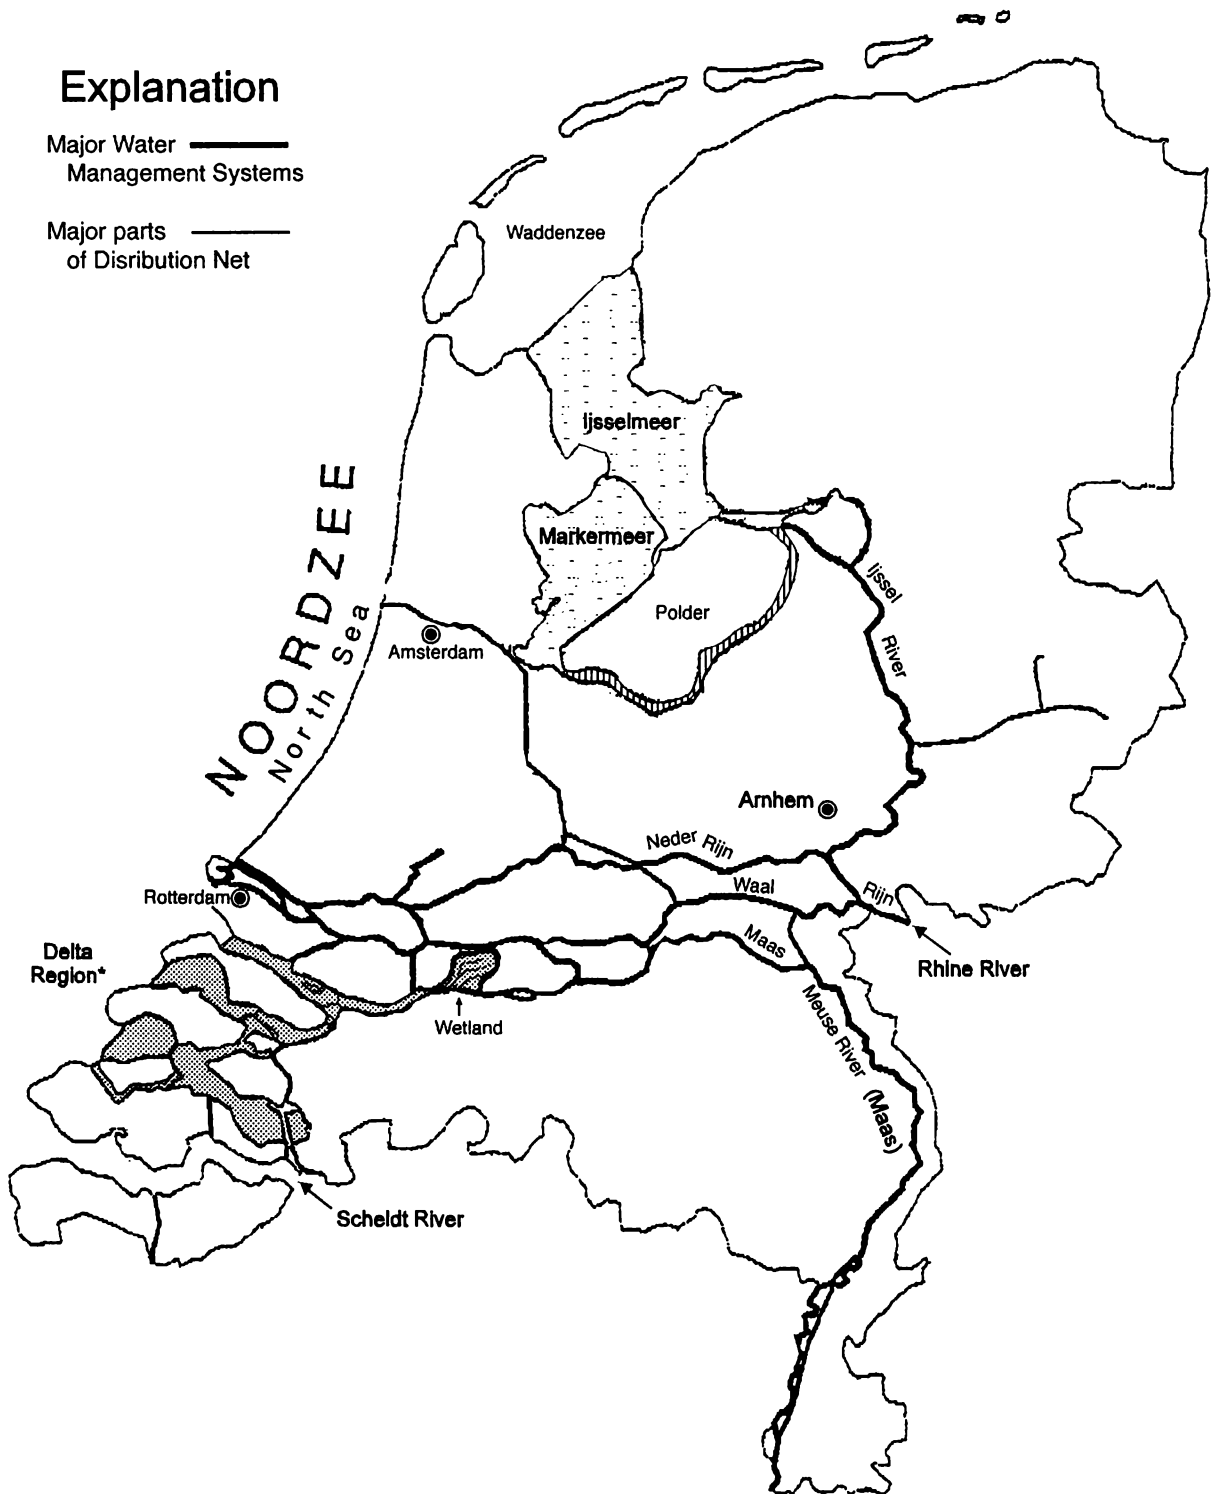 Explanation
Major Water
Management Systems
Major parts
of Disribution Net
Waddenzee
Ijsselmeer
Markermeer
NOORDZEE
North Sea
Polder
Ijssel
River
Amsterdam
Arnhem
Neder Rijn
Waal
Rijn
Rotterdam
Maas
Delta
Region*
Rhine River
Wetland
Meuse River
(Maas)
Scheldt River